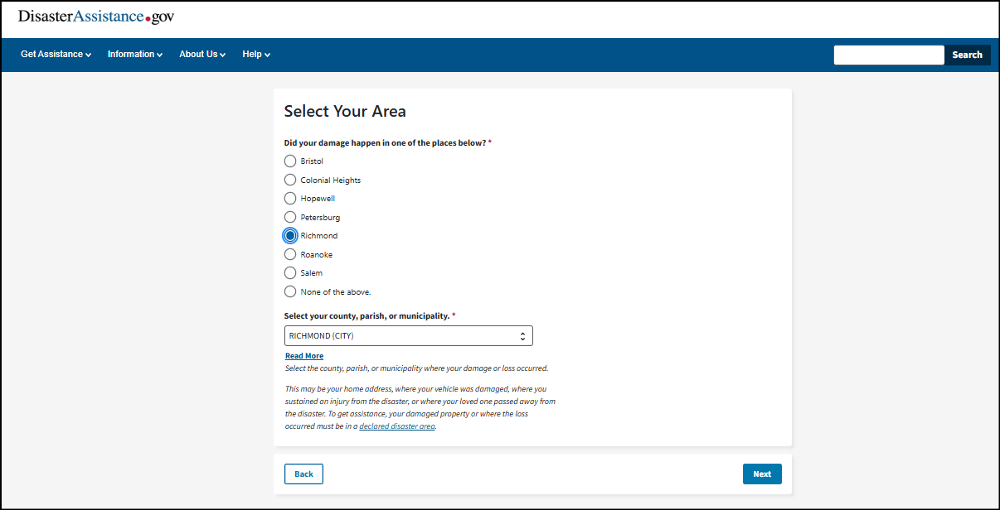 DisasterAssistance.gov
Get Assistance Information About Us Help Search
Select Your Area
Did your damage happen in one of the places below? *
Bristol
Colonial Heights
Hopewell
Petersburg
Richmond
Roanoke
Salem
None of the above.
Select your county, parish, or municipality. *
RICHMOND (CITY)
Read More
Select the county, parish, or municipality where your damage or loss occurred.
This may be your home address, where your vehicle was damaged, where you
sustained an injury from the disaster, or where your loved one passed away from
the disaster. To get assistance, your damaged property or where the loss
occurred must be in a declared disaster area.
Back Next